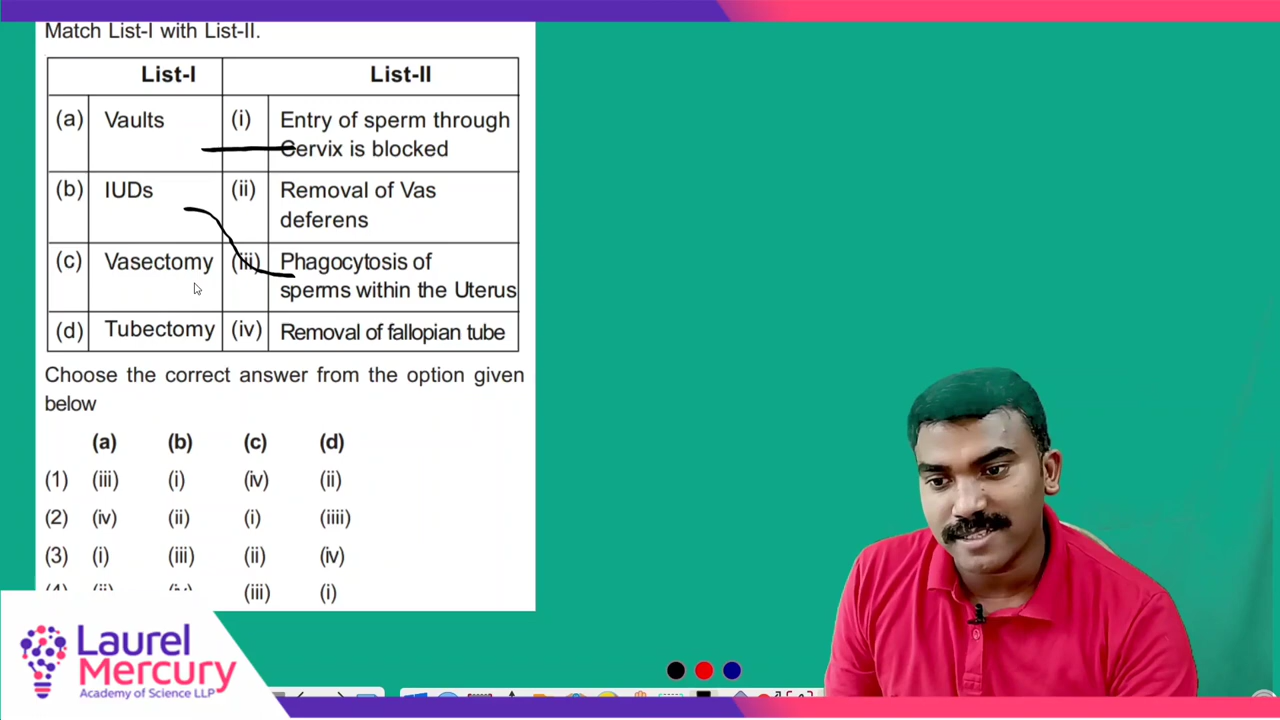 Match List-I with List-II.
List-I List-II
(a) Vaults (i) Entry of sperm through
Cervix is blocked
(b) IUDs (ii) Removal of Vas
deferens
(c) Vasectomy (iii) Phagocytosis of
sperms within the Uterus
(d) Tubectomy (iv) Removal of fallopian tube
Choose the correct answer from the option given
below
(a) (b) (c) (d)
(1) (iii) (i) (iv) (ii)
(2) (iv) (ii) (i) (iiii)
(3) (i) (iii) (ii) (iv)
(4) (ii) (iv) (iii) (i)
Laurel
Mercury
Academy of Science LLP